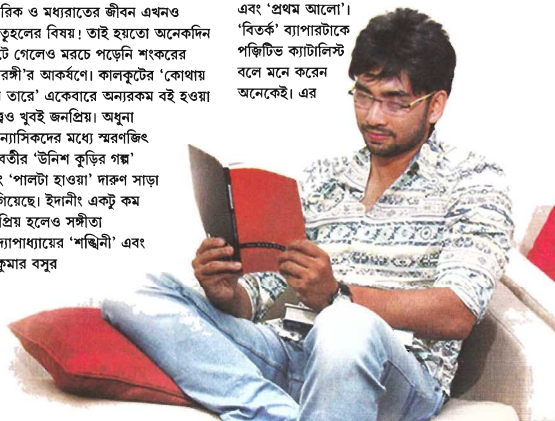 রিক ও মধ্যরাতের জীবন এখনও
তূহলের বিষয়! তাই হয়তো অনেকদিন
টে গেলেও মরচে পড়েনি শংকরের
রঙ্গী'র আকর্ষণে। কালকূটের 'কোথায়
তারে' একেবারে অন্যরকম বই হওয়া
ও খুবই জনপ্রিয়। অধুনা
ন্যাসিকদের মধ্যে স্মরণজিৎ
বর্তীর 'উনিশ কুড়ির গল্প'
'পালটা হাওয়া' দারুণ সাড়া
গিয়েছে। ইদানীং একটু কম
প্রিয় হলেও সঙ্গীতা
দ্যোপাধ্যায়ের 'শঙ্খিনী' এবং
কুমার বসুর
এবং 'প্রথম আলো'।
'বিতর্ক' ব্যাপারটাকে
পজ়িটিভ ক্যাটালিস্ট
বলে মনে করেন
অনেকেই। এর